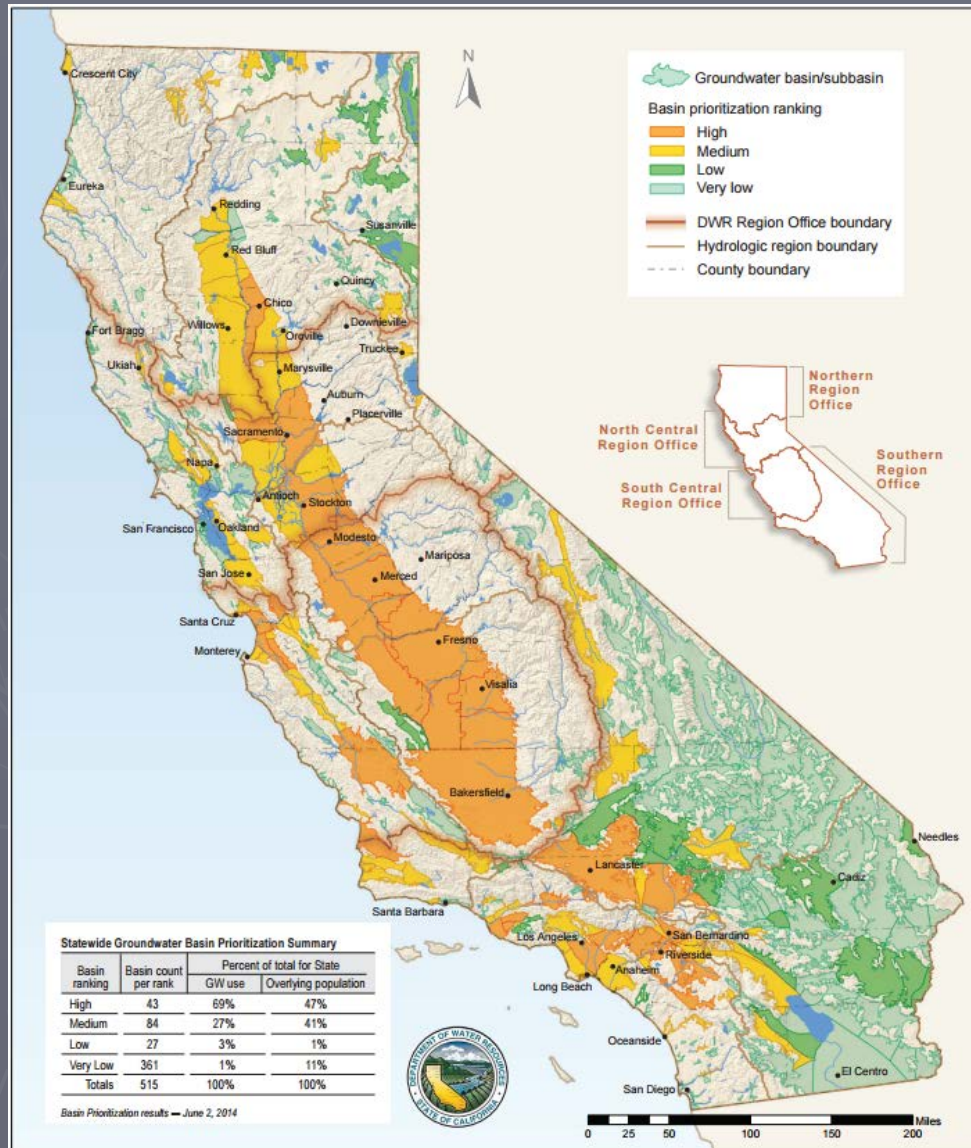 Crescent City
Eureka
Redding
Red Bluff
Susanville
Quincy
Chico
Willows
Oroville
Downieville
Fort Bragg
Truckee
Ukiah
Marysville
Auburn
Placerville
Sacramento
Napa
Antioch
Stockton
San Francisco
Oakland
Modesto
Mariposa
San Jose
Merced
Santa Cruz
Monterey
Fresno
Visalia
Bakersfield
Needles
Lancaster
Cadiz
Santa Barbara
Los Angeles
San Bernardino
Riverside
Long Beach
Anaheim
Oceanside
El Centro
San Diego
N
Groundwater basin/subbasin
Basin prioritization ranking
High
Medium
Low
Very low
DWR Region Office boundary
Hydrologic region boundary
County boundary
Northern
Region
Office
North Central
Region Office
Southern
Region
Office
South Central
Region Office
Statewide Groundwater Basin Prioritization Summary
Basin ranking Basin count per rank Percent of total for State
GW use Overlying population
High 43 69% 47%
Medium 84 27% 41%
Low 27 3% 1%
Very Low 361 1% 11%
Totals 515 100% 100%
Basin Prioritization results — June 2, 2014
DEPARTMENT OF WATER RESOURCES
STATE OF CALIFORNIA
Miles
0 25 50 100 150 200